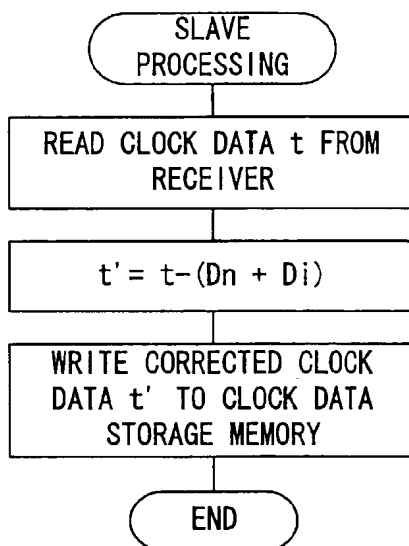 SLAVE
PROCESSING
READ CLOCK DATA t FROM
RECEIVER
t'= t-(Dn + Di)
WRITE CORRECTED CLOCK
DATA t' TO CLOCK DATA
STORAGE MEMORY
END